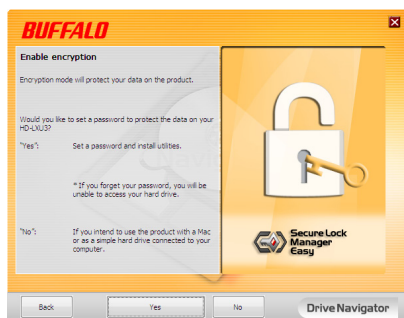 BUFFALO
Enable encryption
Encryption mode will protect your data on the product.
Would you like to set a password to protect the data on your
HD-LXU3?
"Yes": Set a password and install utilities.
* If you forget your password, you will be
unable to access your hard drive.
"No": If you intend to use the product with a Mac
or as a simple hard drive connected to your
computer.
Secure Lock
Manager
Easy
Back Yes No DriveNavigator